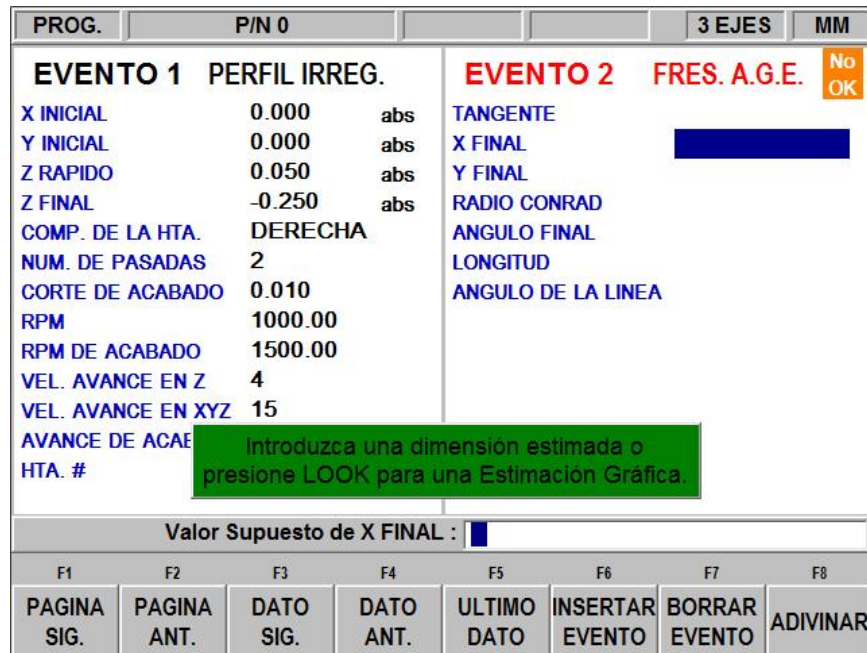 PROG. P/N 0 3 EJES MM
EVENTO 1 PERFIL IRREG.
X INICIAL 0.000 abs
Y INICIAL 0.000 abs
Z RAPIDO 0.050 abs
Z FINAL -0.250 abs
COMP. DE LA HTA. DERECHA
NUM. DE PASADAS 2
CORTE DE ACABADO 0.010
RPM 1000.00
RPM DE ACABADO 1500.00
VEL. AVANCE EN Z 4
VEL. AVANCE EN XYZ 15
AVANCE DE
HTA. #
EVENTO 2 FRES. A.G.E. No OK
TANGENTE
X FINAL
Y FINAL
RADIO CONRAD
ANGULO FINAL
LONGITUD
ANGULO DE LA LINEA
Introduzca una dimensión estimada o
presione LOOK para una Estimación Gráfica.
Valor Supuesto de X FINAL :
F1 F2 F3 F4 F5 F6 F7 F8
PAGINA SIG. PAGINA ANT. DATO SIG. DATO ANT. ULTIMO DATO INSERTAR EVENTO BORRAR EVENTO ADIVINAR